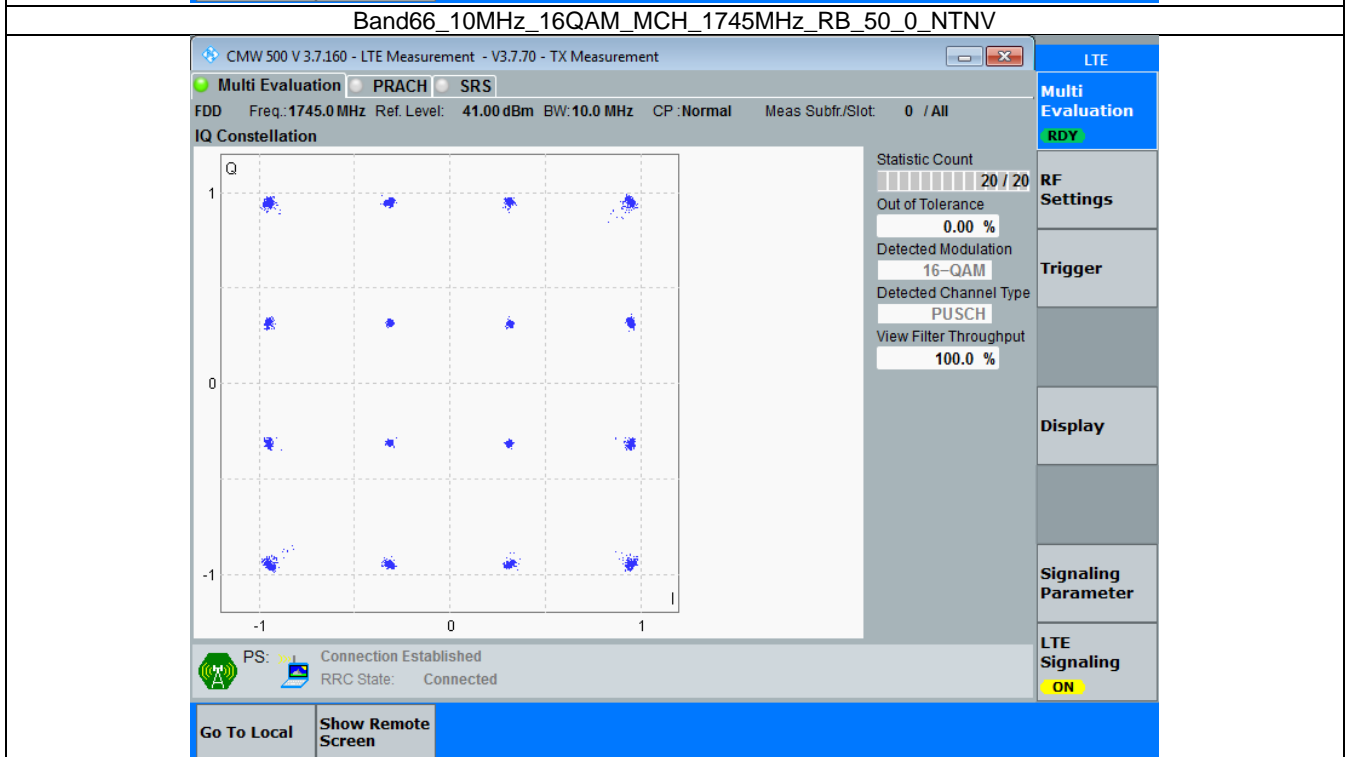 Band66_10MHz_16QAM_MCH_1745MHz_RB_50_0_NTNV
CMW 500 V 3.7.160 - LTE Measurement - V3.7.70 - TX Measurement
LTE
Multi Evaluation PRACH SRS
FDD Freq.: 1745.0 MHz Ref. Level: 41.00 dBm BW: 10.0 MHz CP : Normal Meas Subfr./Slot: 0 / All
IQ Constellation
Q
1
0
-1
-1 0 1
I
Statistic Count
20 / 20
Out of Tolerance
0.00 %
Detected Modulation
16-QAM
Detected Channel Type
PUSCH
View Filter Throughput
100.0 %
Multi
Evaluation
RDY
RF
Settings
Trigger
Display
Signaling
Parameter
LTE
Signaling
ON
PS: Connection Established
RRC State: Connected
Go To Local
Show Remote
Screen